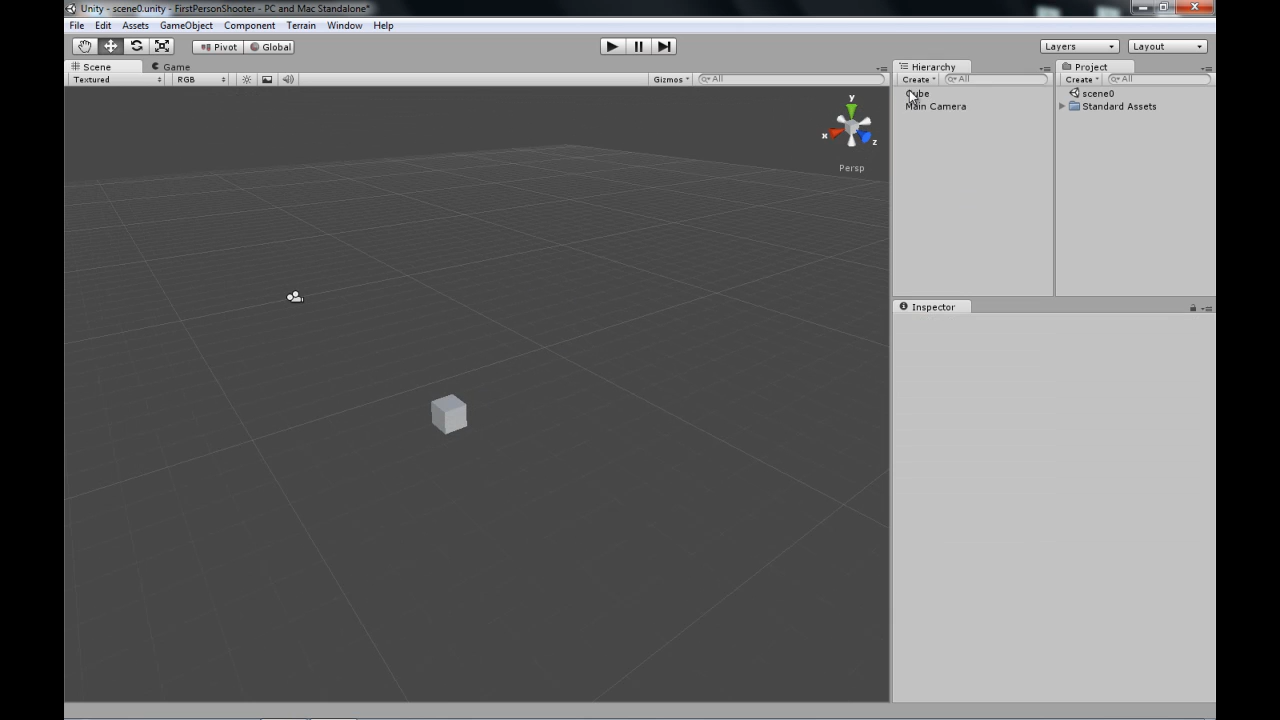 Unity - scene0.unity - FirstPersonShooter - PC and Mac Standalone*
File Edit Assets GameObject Component Terrain Window Help
Pivot Global Layers Layout
Scene Game Hierarchy Project
Textured RGB Gizmos All Create All Create All
Cube scene0
Main Camera Standard Assets
y
x z
Persp
Inspector